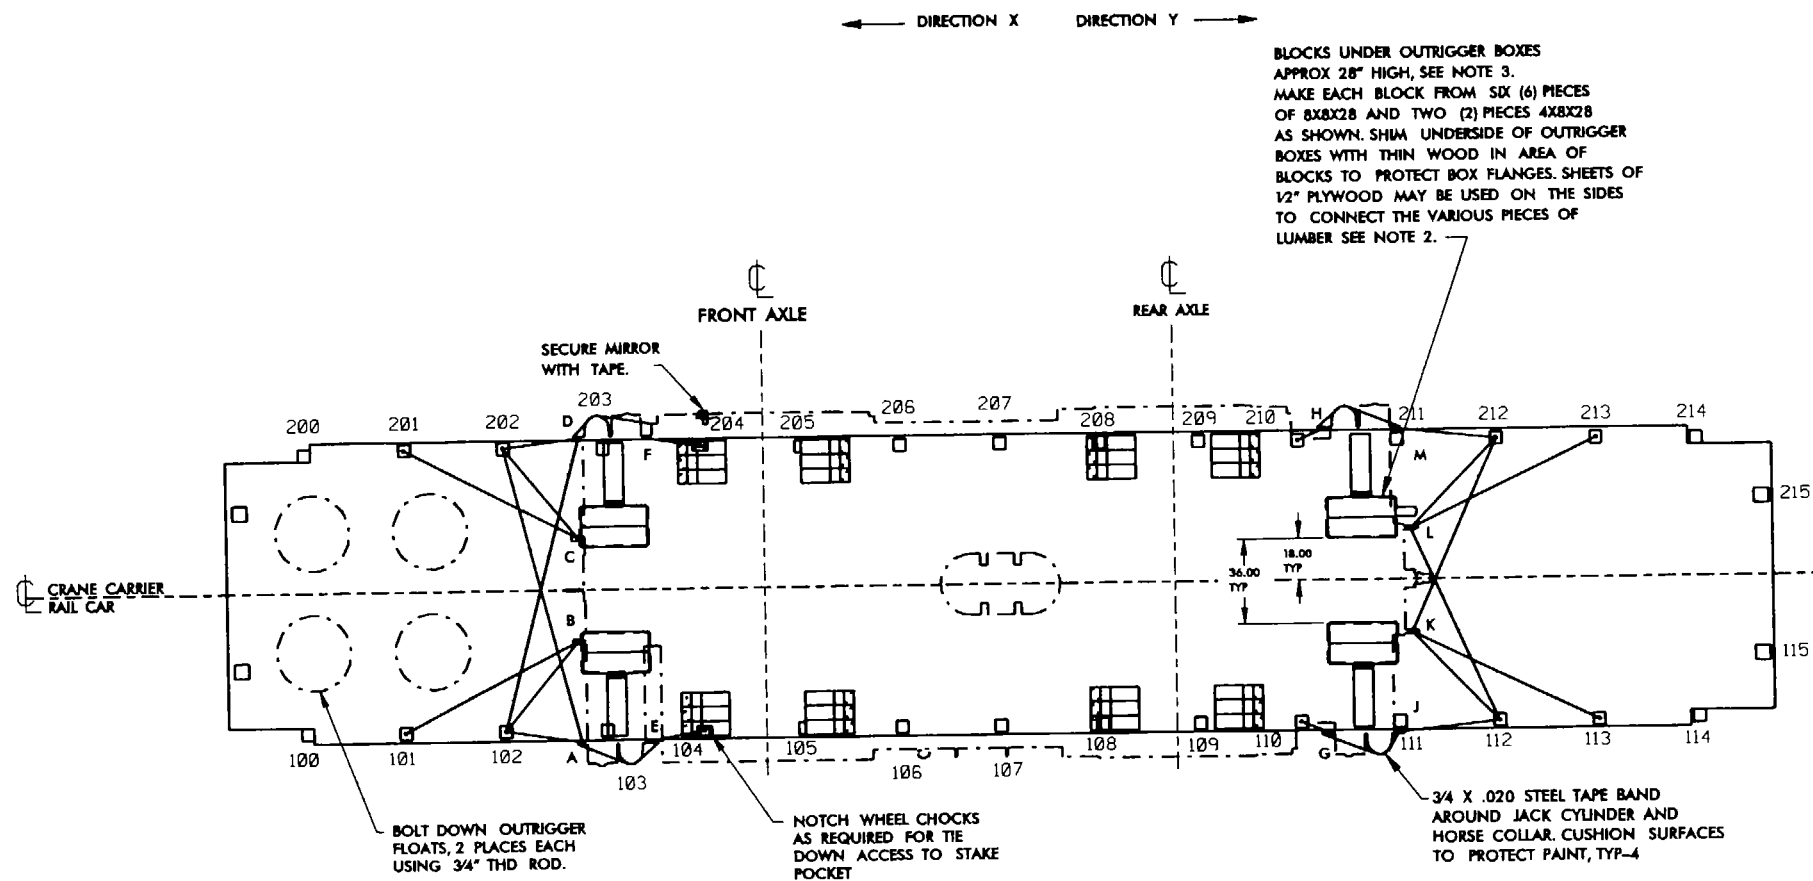 DIRECTION X
DIRECTION Y
BLOCKS UNDER OUTRIGGER BOXES
APPROX 28" HIGH, SEE NOTE 3.
MAKE EACH BLOCK FROM SIX (6) PIECES
OF 8X8X28 AND TWO (2) PIECES 4X8X28
AS SHOWN. SHIM UNDERSIDE OF OUTRIGGER
BOXES WITH THIN WOOD IN AREA OF
BLOCKS TO PROTECT BOX FLANGES. SHEETS OF
1/2" PLYWOOD MAY BE USED ON THE SIDES
TO CONNECT THE VARIOUS PIECES OF
LUMBER SEE NOTE 2.
FRONT AXLE
REAR AXLE
SECURE MIRROR
WITH TAPE.
200
201
202
D
203
F
204
205
206
207
208
209
210
H
211
M
212
213
214
215
C
L
18.00
TYP
36.00
TYP
CRANE CARRIER
RAIL CAR
B
K
115
J
100
101
102
A
103
E
104
105
106
107
108
109
110
G
111
112
113
114
BOLT DOWN OUTRIGGER
FLOATS, 2 PLACES EACH
USING 3/4" THD ROD.
NOTCH WHEEL CHOCKS
AS REQUIRED FOR TIE
DOWN ACCESS TO STAKE
POCKET
3/4 X .020 STEEL TAPE BAND
AROUND JACK CYLINDER AND
HORSE COLLAR. CUSHION SURFACES
TO PROTECT PAINT, TYP-4